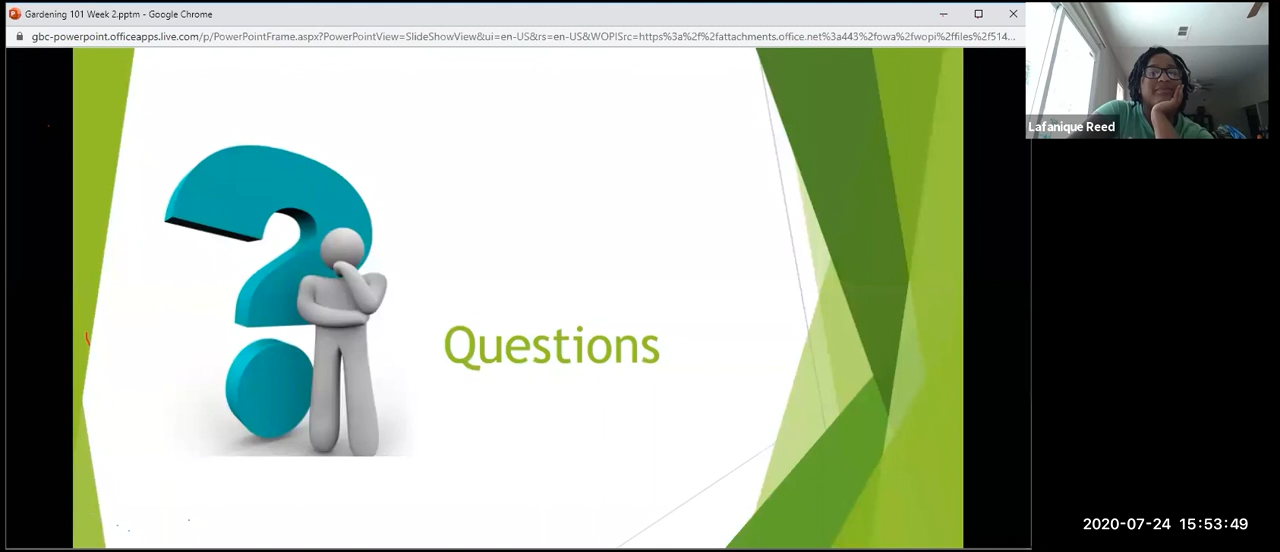 Gardening 101 Week 2.pptm - Google Chrome
gbc-powerpoint.officeapps.live.com/p/PowerPointFrame.aspx?PowerPointView=SlideShowView&ui=en-US&rs=en-US&WOPISrc=https%3a%2f%2fattachments.office.net%3a443%2fowa%2fwopi%2ffiles%2f514...
Lafanique Reed
Questions
2020-07-24 15:53:49